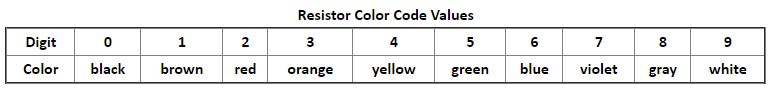 Resistor Color Code Values
Digit 0 1 2 3 4 5 6 7 8 9
Color black brown red orange yellow green blue violet gray white